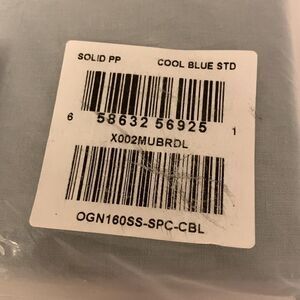 SOLID PP COOL BLUE STD
6 58632 56925 1
X002MUBRDL
OGN160SS-SPC-CBL